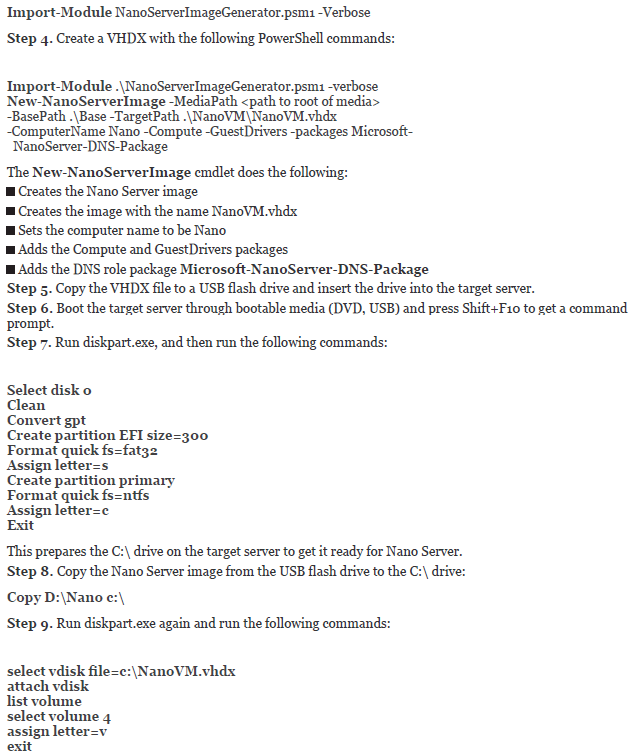 Import-Module NanoServerImageGenerator.psm1 -Verbose
Step 4. Create a VHDX with the following PowerShell commands:
Import-Module .\NanoServerImageGenerator.psm1 -verbose
New-NanoServerImage -MediaPath <path to root of media>
-BasePath .\Base -TargetPath .\NanoVM\NanoVM.vhdx
-ComputerName Nano -Compute -GuestDrivers -packages Microsoft-
NanoServer-DNS-Package
The New-NanoServerImage cmdlet does the following:
■ Creates the Nano Server image
■ Creates the image with the name NanoVM.vhdx
■ Sets the computer name to be Nano
■ Adds the Compute and GuestDrivers packages
■ Adds the DNS role package Microsoft-NanoServer-DNS-Package
Step 5. Copy the VHDX file to a USB flash drive and insert the drive into the target server.
Step 6. Boot the target server through bootable media (DVD, USB) and press Shift+F10 to get a command
prompt.
Step 7. Run diskpart.exe, and then run the following commands:
Select disk 0
Clean
Convert gpt
Create partition EFI size=300
Format quick fs=fat32
Assign letter=s
Create partition primary
Format quick fs=ntfs
Assign letter=c
Exit
This prepares the C:\ drive on the target server to get it ready for Nano Server.
Step 8. Copy the Nano Server image from the USB flash drive to the C:\ drive:
Copy D:\Nano c:\
Step 9. Run diskpart.exe again and run the following commands:
select vdisk file=c:\NanoVM.vhdx
attach vdisk
list volume
select volume 4
assign letter=v
exit